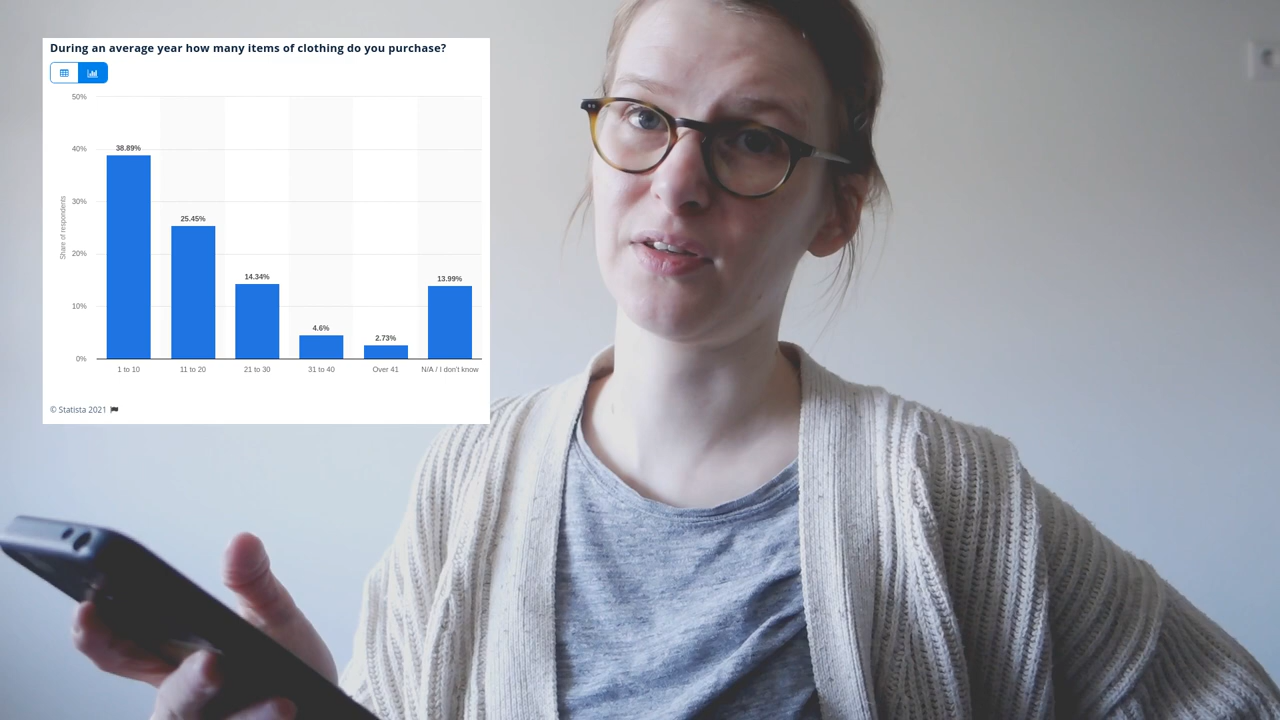 During an average year how many items of clothing do you purchase?
50%
40%
30%
20%
10%
0%
Share of respondents
38.89%
25.45%
14.34%
4.6%
2.73%
13.99%
1 to 10
11 to 20
21 to 30
31 to 40
Over 41
N/A / I don't know
© Statista 2021